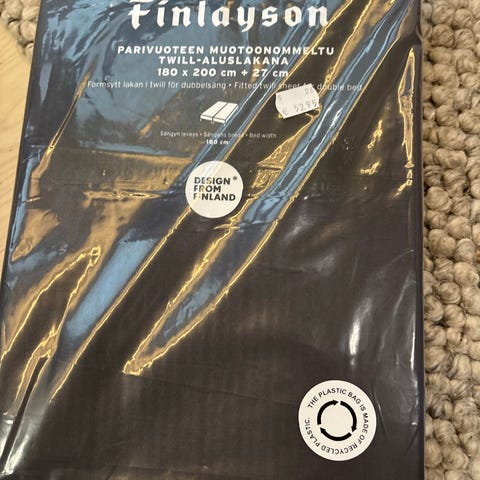 Finlayson
PARIVUOTEEN MUOTOONOMMELTU
TWILL-ALUSLAKANA
180 x 200 cm + 27 cm
Formsytt lakan i twill för dubbelsäng • Fitted twill sheet for double bed
€ 52.95
Sängyn leveys • Sängens bredd • Bed width
180 cm
DESIGN®
FROM
FINLAND
THE PLASTIC BAG IS MADE OF RECYCLED PLASTIC.